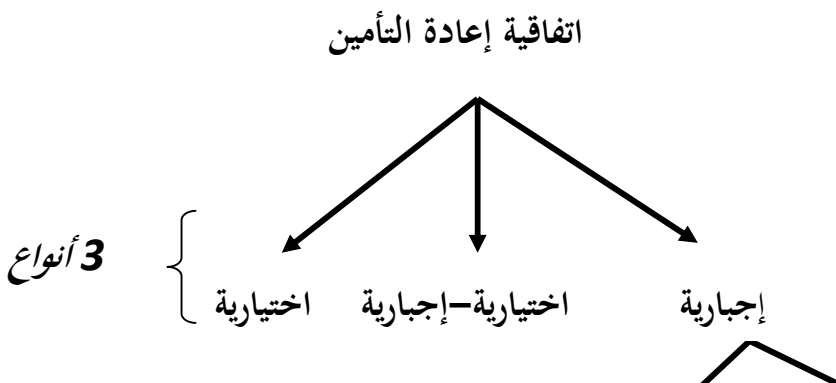 اتفاقية إعادة التأمين
إجبارية
اختيارية–إجبارية
اختيارية
3 أنواع